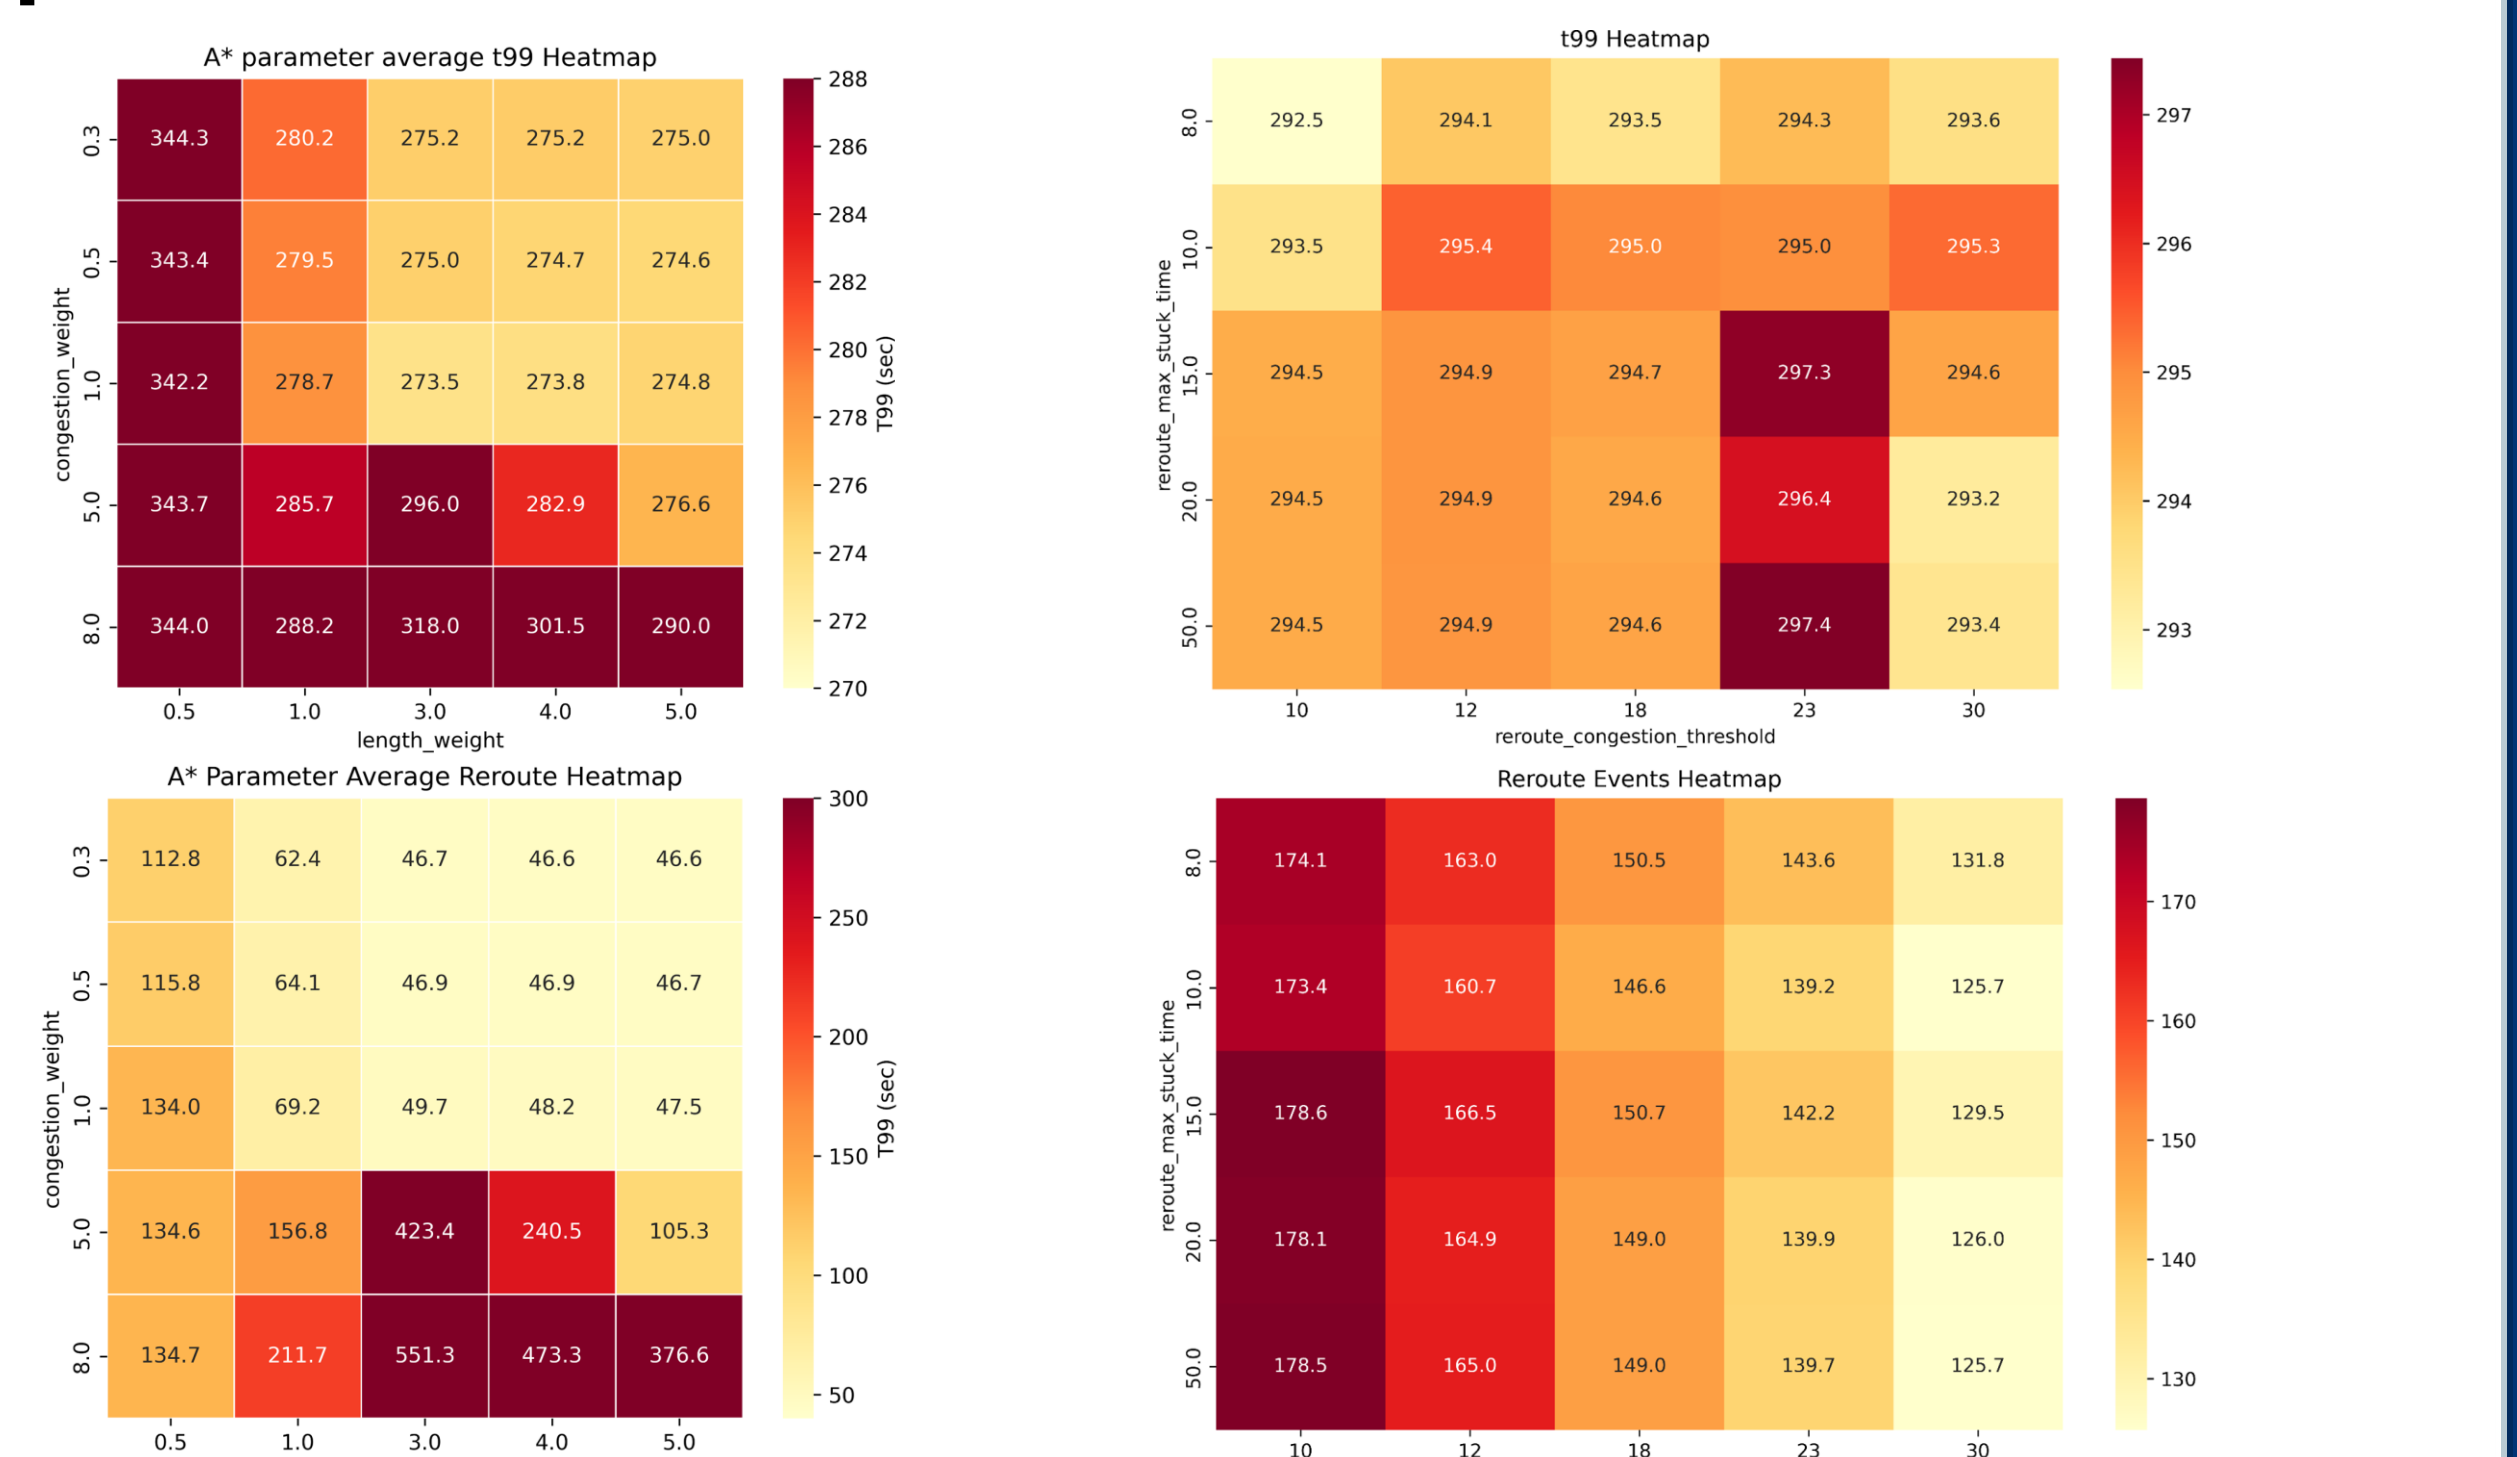 A* parameter average t99 Heatmap
congestion_weight
0.3 344.3 280.2 275.2 275.2 275.0
0.5 343.4 279.5 275.0 274.7 274.6
1.0 342.2 278.7 273.5 273.8 274.8
5.0 343.7 285.7 296.0 282.9 276.6
8.0 344.0 288.2 318.0 301.5 290.0
0.5 1.0 3.0 4.0 5.0
length_weight
288
286
284
282
280
278
276
274
272
270
T99 (sec)
t99 Heatmap
reroute_max_stuck_time
8.0 292.5 294.1 293.5 294.3 293.6
10.0 293.5 295.4 295.0 295.0 295.3
15.0 294.5 294.9 294.7 297.3 294.6
20.0 294.5 294.9 294.6 296.4 293.2
50.0 294.5 294.9 294.6 297.4 293.4
10 12 18 23 30
reroute_congestion_threshold
297
296
295
294
293
A* Parameter Average Reroute Heatmap
congestion_weight
0.3 112.8 62.4 46.7 46.6 46.6
0.5 115.8 64.1 46.9 46.9 46.7
1.0 134.0 69.2 49.7 48.2 47.5
5.0 134.6 156.8 423.4 240.5 105.3
8.0 134.7 211.7 551.3 473.3 376.6
0.5 1.0 3.0 4.0 5.0
300
250
200
150
100
50
T99 (sec)
Reroute Events Heatmap
reroute_max_stuck_time
8.0 174.1 163.0 150.5 143.6 131.8
10.0 173.4 160.7 146.6 139.2 125.7
15.0 178.6 166.5 150.7 142.2 129.5
20.0 178.1 164.9 149.0 139.9 126.0
50.0 178.5 165.0 149.0 139.7 125.7
10 12 18 23 30
170
160
150
140
130